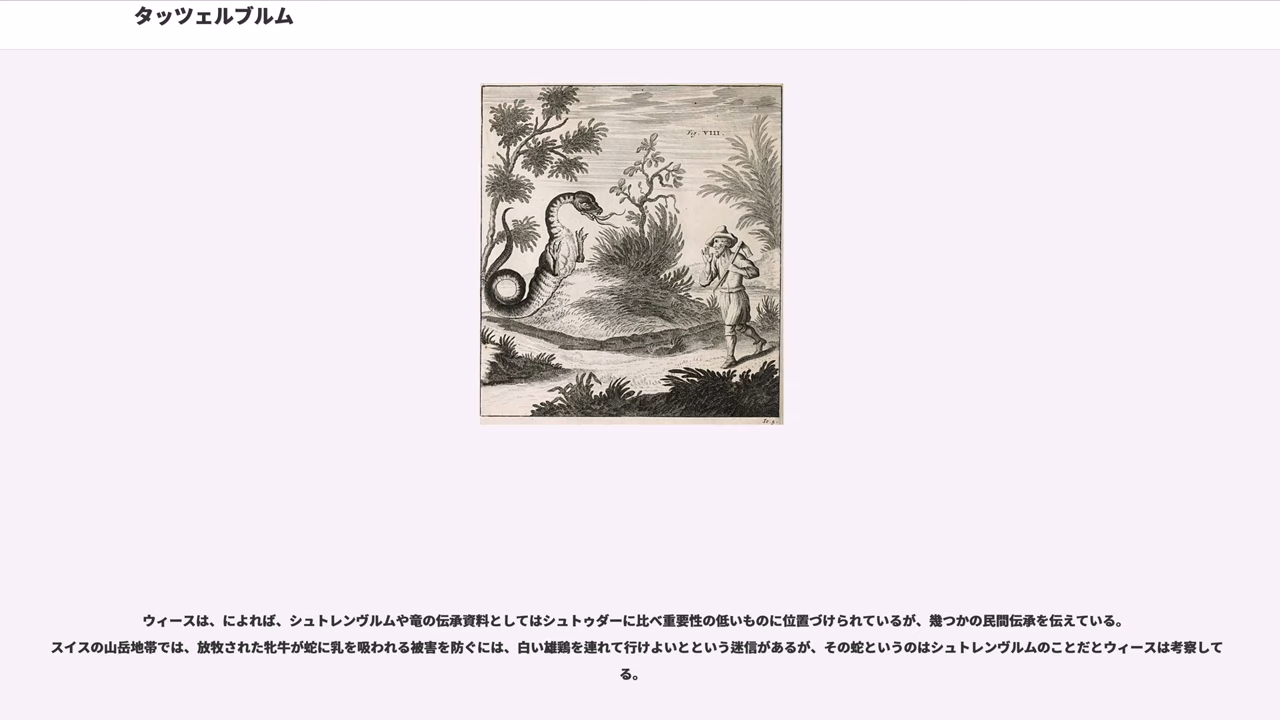 タッツェルブルム
Fig. VIII.
ウィースは、によれば、シュトレンヴルムや竜の伝承資料としてはシュトゥダーに比べ重要性の低いものに位置づけられているが、幾つかの民間伝承を伝えている。
スイスの山岳地帯では、放牧された牝牛が蛇に乳を吸われる被害を防ぐには、白い雄鶏を連れて行けよいとという迷信があるが、その蛇というのはシュトレンヴルムのことだとウィースは考察して
る。